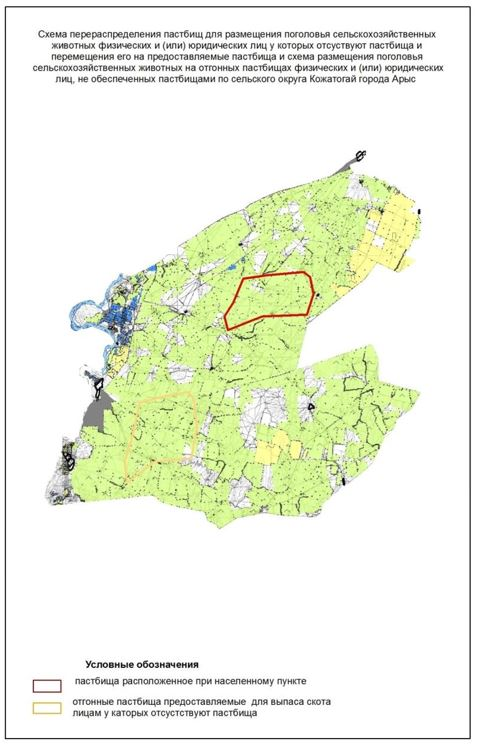 Схема перераспределения пастбищ для размещения поголовья сельскохозяйственных
животных физических и (или) юридических лиц у которых отсуствуют пастбища и
перемещения его на предоставляемые пастбища и схема размещения поголовья
сельскохозяйственных животных на отгонных пастбищах физических и (или) юридических
лиц, не обеспеченных пастбищами по сельского округа Кожатогай города Арыс
Условные обозначения
пастбища расположенное при населенному пункте
отгонные пастбища предоставляемые для выпаса скота
лицам у каторых отсустствуют пастбища